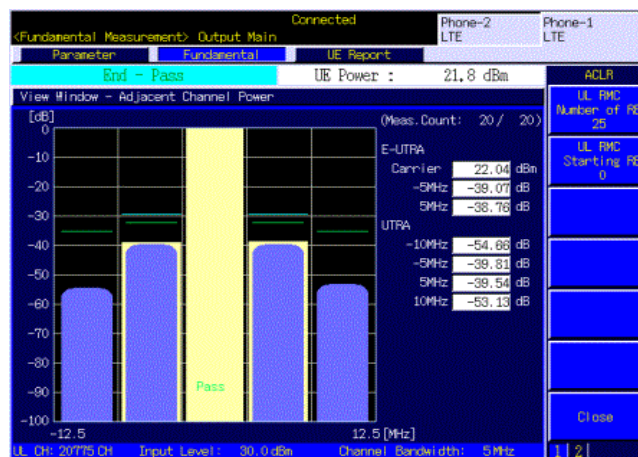 Connected
<Fundamental Measurement> Output Main
Phone-2
LTE
Phone-1
LTE
Parameter
Fundamental
UE Report
End - Pass
UE Power : 21.8 dBm
ACLR
View Window - Adjacent Channel Power
UL RMC
Number of RB
25
UL RMC
Starting RB
0
Close
1 2
[dB]
(Meas.Count: 20/ 20)
0
-10
-20
-30
-40
-50
-60
-70
-80
-90
-100
Pass
-12.5
12.5[MHz]
E-UTRA
Carrier 22.04 dBm
-5MHz -39.07 dB
5MHz -38.76 dB
UTRA
-10MHz -54.66 dB
-5MHz -39.81 dB
5MHz -39.54 dB
10MHz -53.13 dB
UL CH: 20775CH Input Level: 30.0dBm Channel Bandwidth: 5MHz